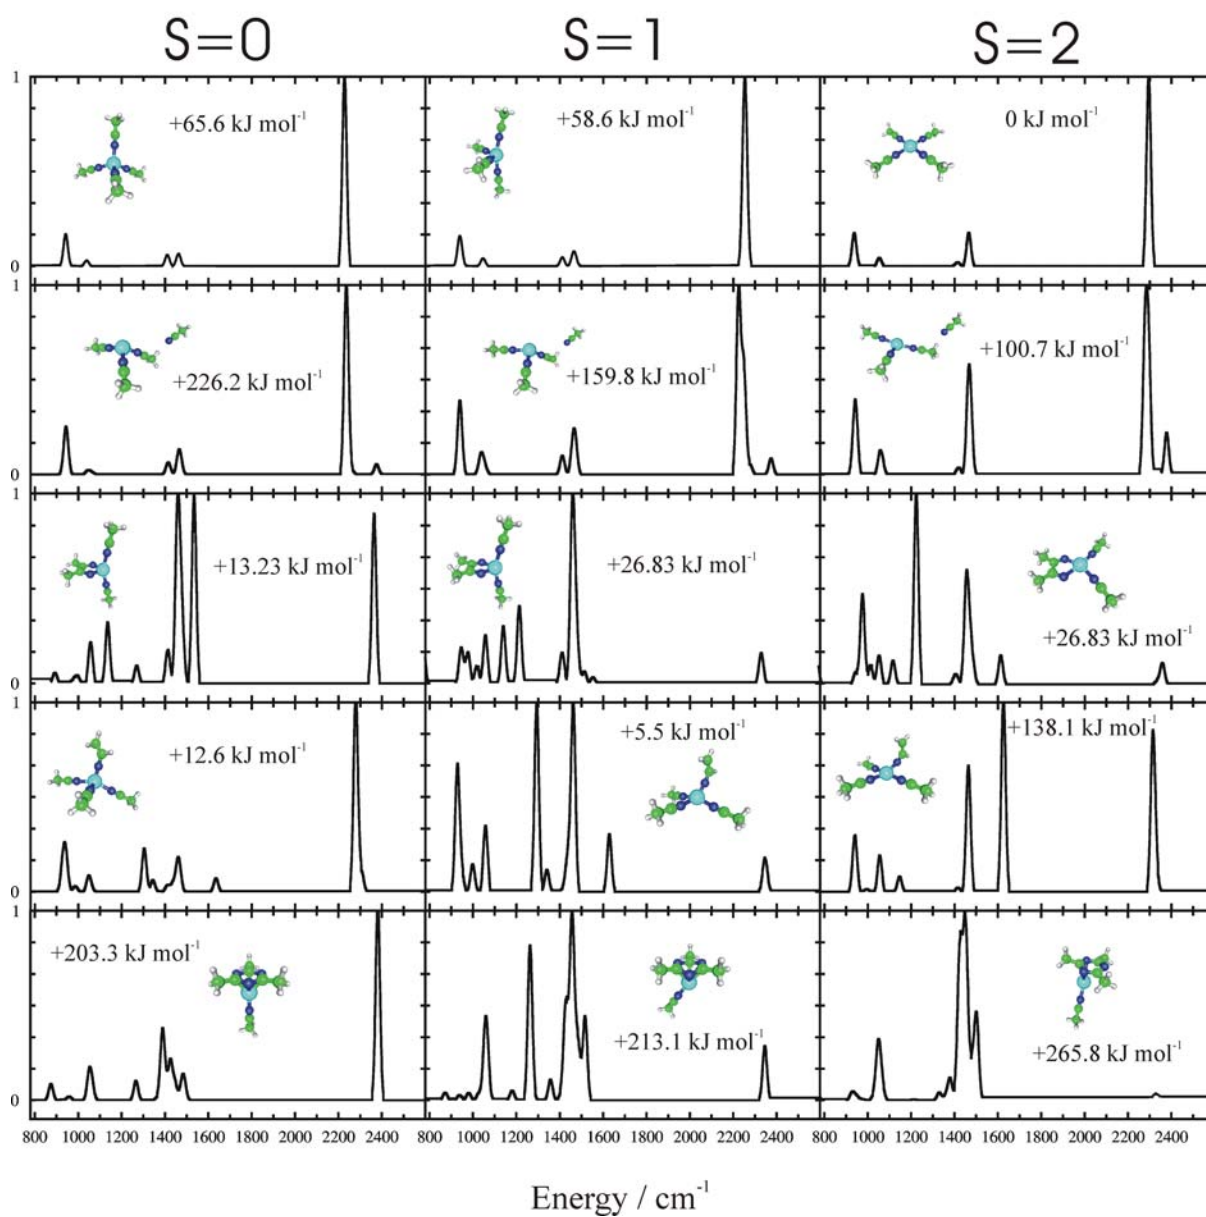 S=0 S=1 S=2
1
+65.6 kJ mol⁻¹ +58.6 kJ mol⁻¹ 0 kJ mol⁻¹
0
1
+226.2 kJ mol⁻¹ +159.8 kJ mol⁻¹ +100.7 kJ mol⁻¹
0
1
+13.23 kJ mol⁻¹ +26.83 kJ mol⁻¹ +26.83 kJ mol⁻¹
0
1
+12.6 kJ mol⁻¹ +5.5 kJ mol⁻¹ +138.1 kJ mol⁻¹
0
1
+203.3 kJ mol⁻¹ +213.1 kJ mol⁻¹ +265.8 kJ mol⁻¹
0
800 1000 1200 1400 1600 1800 2000 2200 2400 800 1000 1200 1400 1600 1800 2000 2200 2400 800 1000 1200 1400 1600 1800 2000 2200 2400
Energy / cm⁻¹